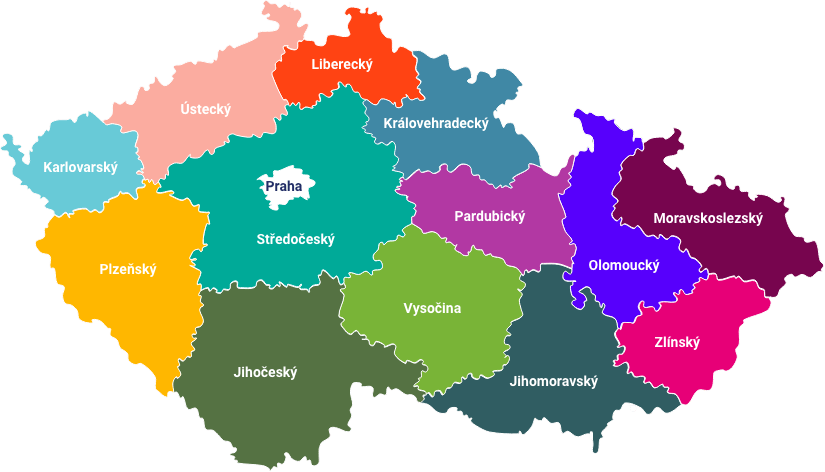 Liberecký
Ústecký
Královehradecký
Karlovarský
Praha
Pardubický
Moravskoslezský
Středočeský
Olomoucký
Plzeňský
Vysočina
Zlínský
Jihočeský
Jihomoravský